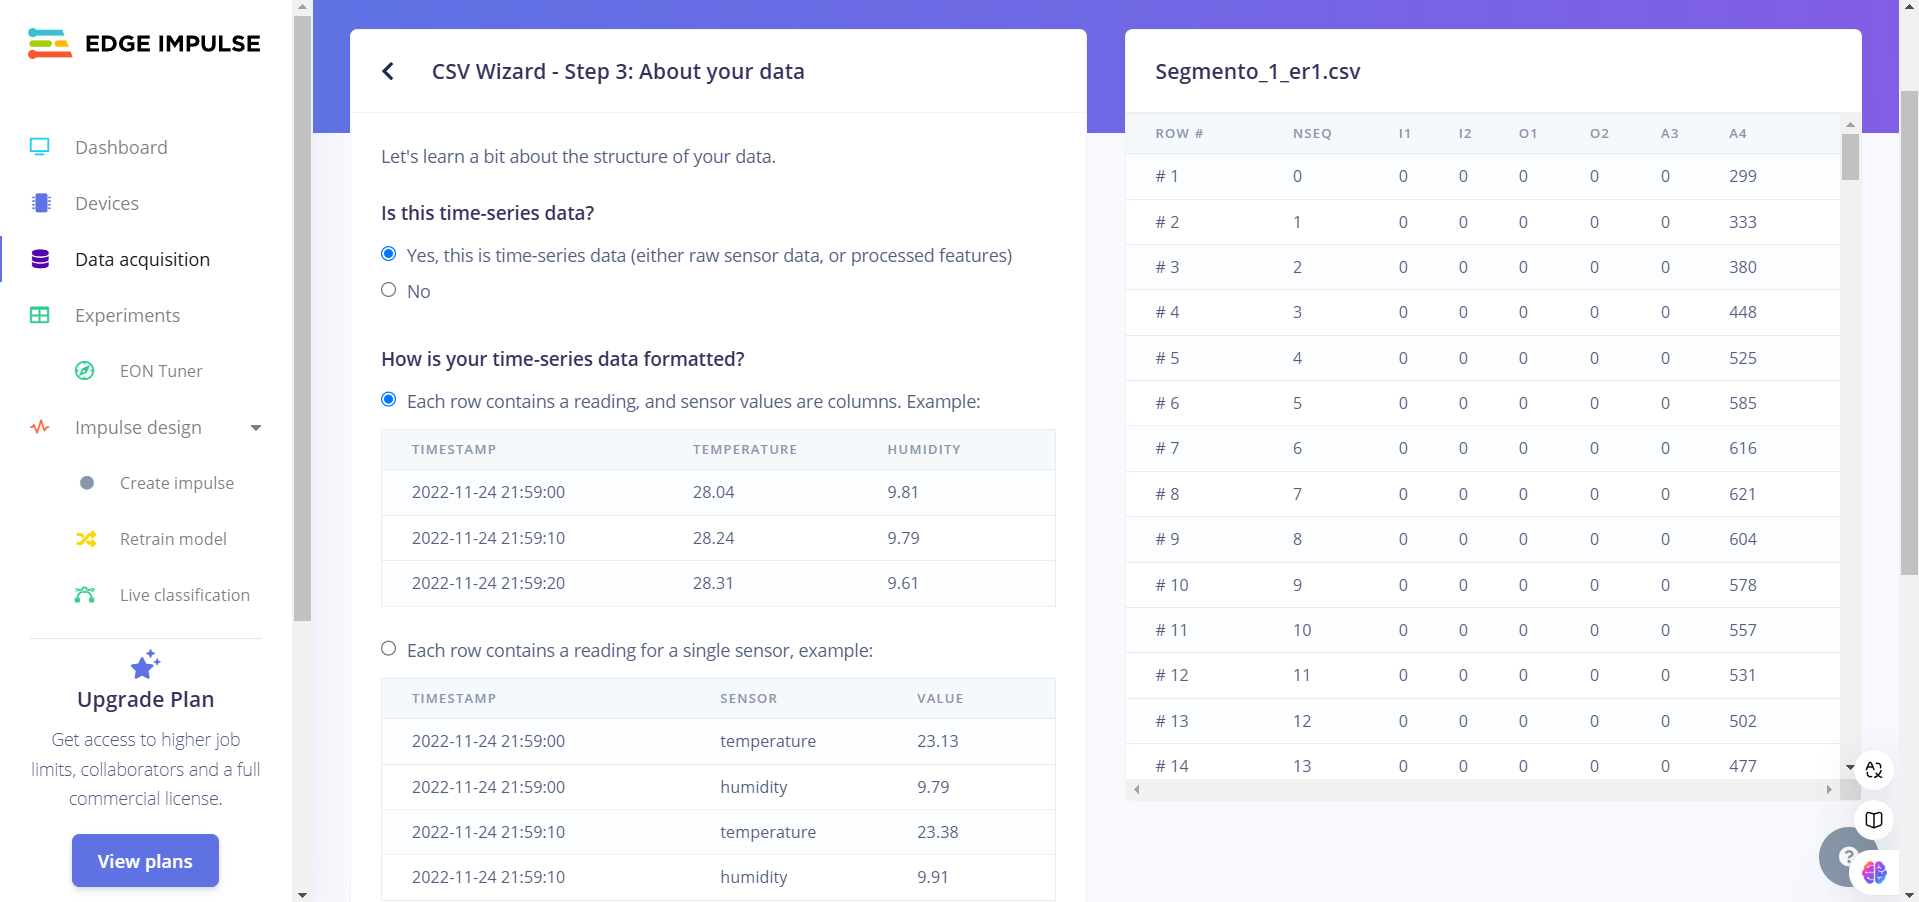 EDGE IMPULSE
Dashboard
Devices
Data acquisition
Experiments
EON Tuner
Impulse design
Create impulse
Retrain model
Live classification
Upgrade Plan
Get access to higher job
limits, collaborators and a full
commercial license.
View plans
CSV Wizard - Step 3: About your data
Let's learn a bit about the structure of your data.
Is this time-series data?
Yes, this is time-series data (either raw sensor data, or processed features)
No
How is your time-series data formatted?
Each row contains a reading, and sensor values are columns. Example:
TIMESTAMP TEMPERATURE HUMIDITY
2022-11-24 21:59:00 28.04 9.81
2022-11-24 21:59:10 28.24 9.79
2022-11-24 21:59:20 28.31 9.61
Each row contains a reading for a single sensor, example:
TIMESTAMP SENSOR VALUE
2022-11-24 21:59:00 temperature 23.13
2022-11-24 21:59:00 humidity 9.79
2022-11-24 21:59:10 temperature 23.38
2022-11-24 21:59:10 humidity 9.91
Segmento_1_er1.csv
ROW # NSEQ I1 I2 O1 O2 A3 A4
# 1 0 0 0 0 0 0 299
# 2 1 0 0 0 0 0 333
# 3 2 0 0 0 0 0 380
# 4 3 0 0 0 0 0 448
# 5 4 0 0 0 0 0 525
# 6 5 0 0 0 0 0 585
# 7 6 0 0 0 0 0 616
# 8 7 0 0 0 0 0 621
# 9 8 0 0 0 0 0 604
# 10 9 0 0 0 0 0 578
# 11 10 0 0 0 0 0 557
# 12 11 0 0 0 0 0 531
# 13 12 0 0 0 0 0 502
# 14 13 0 0 0 0 0 477
?